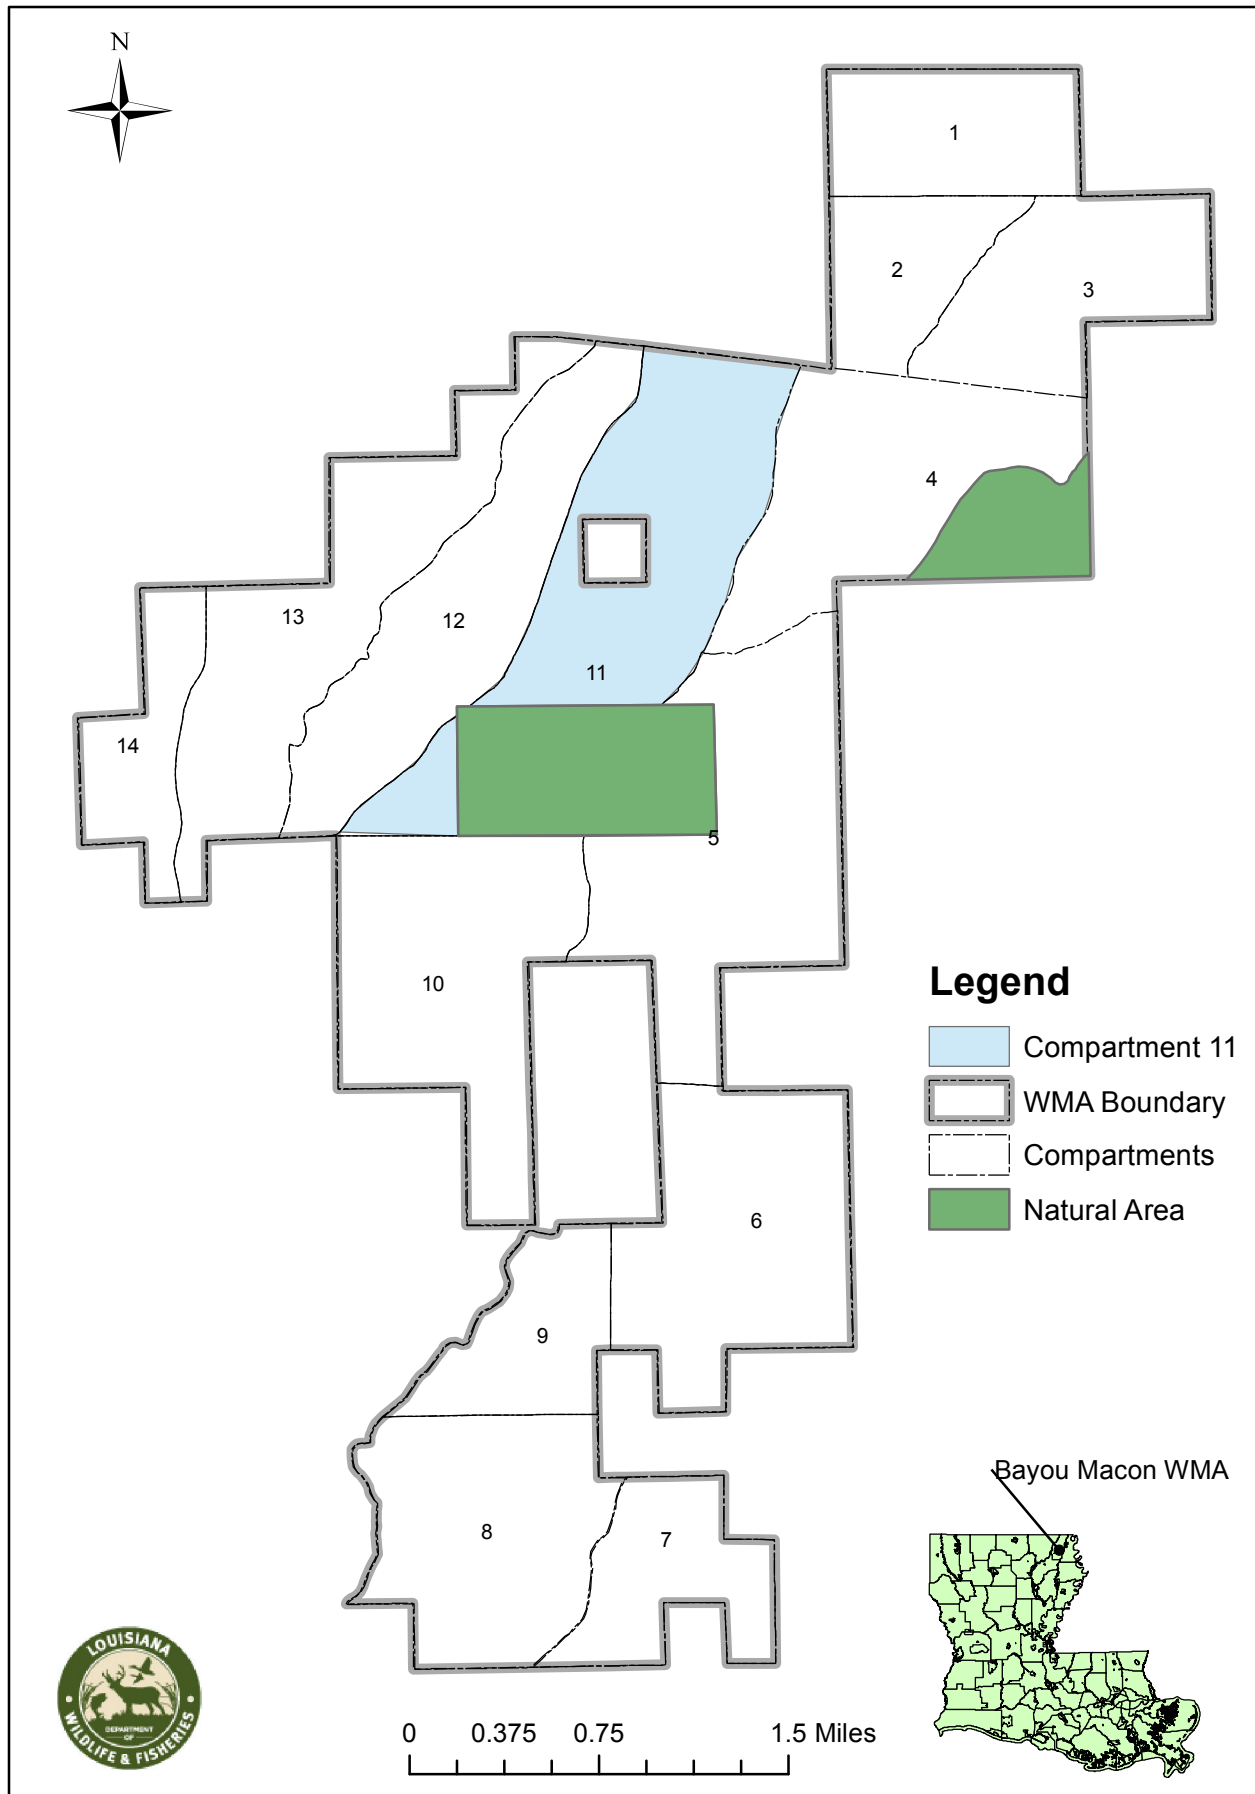 N
1
2
3
4
13
12
11
14
5
10
Legend
Compartment 11
WMA Boundary
Compartments
Natural Area
6
9
Bayou Macon WMA
8
7
LOUISIANA
DEPARTMENT
OF
WILDLIFE & FISHERIES
0 0.375 0.75 1.5 Miles